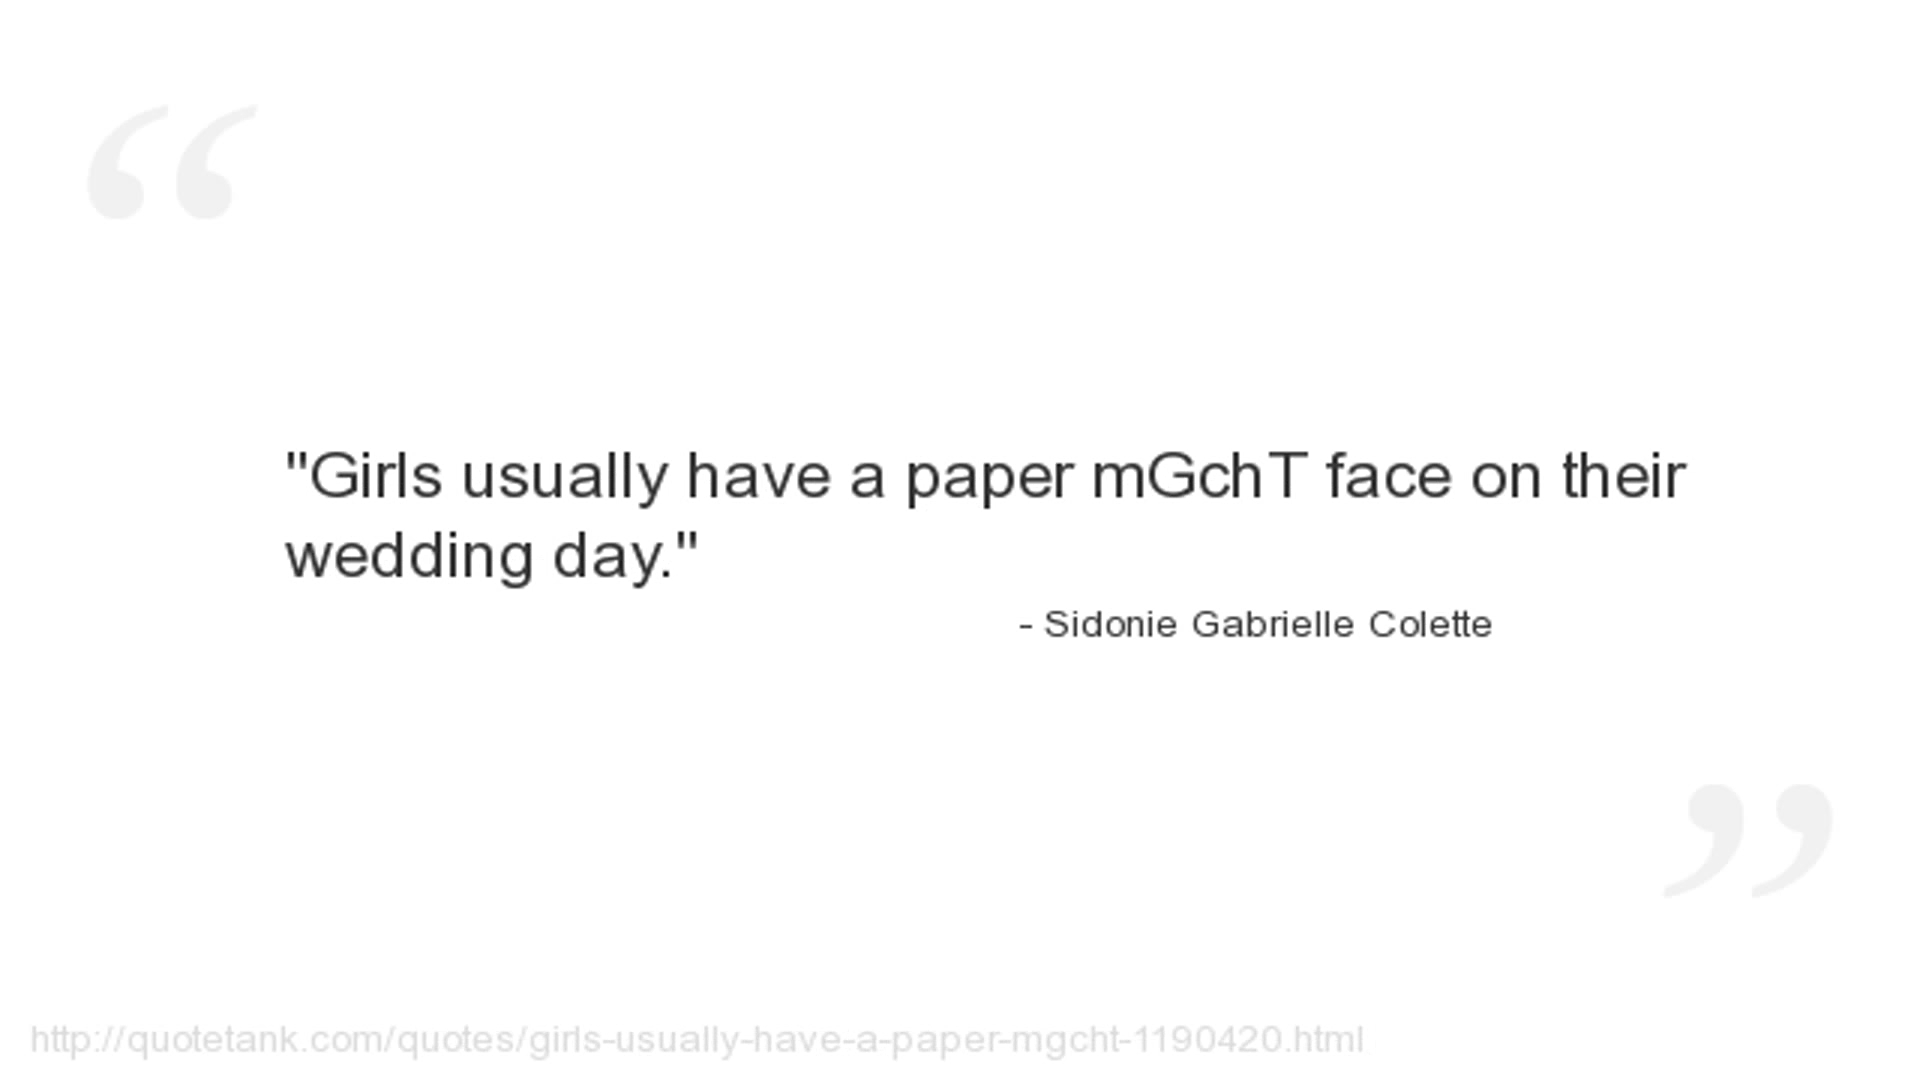 "Girls usually have a paper mGchT face on their
wedding day."
- Sidonie Gabrielle Colette
http://quotetank.com/quotes/girls-usually-have-a-paper-mgcht-1190420.html